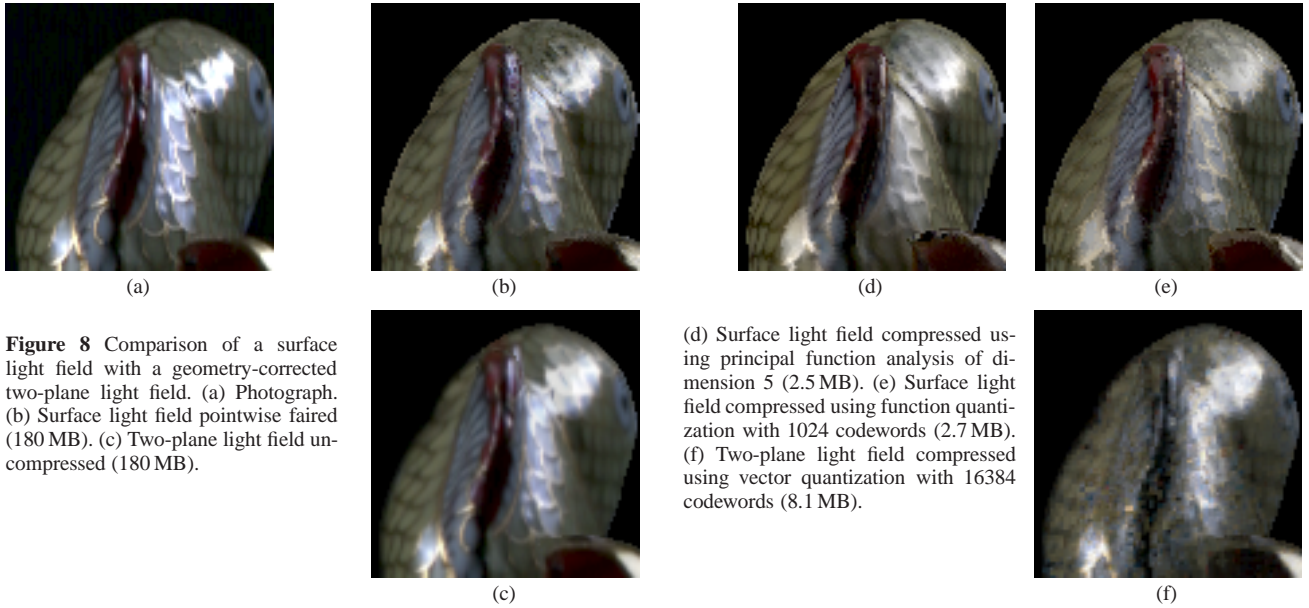 (a)
(b)
(d)
(e)
Figure 8 Comparison of a surface
light field with a geometry-corrected
two-plane light field. (a) Photograph.
(b) Surface light field pointwise faired
(180 MB). (c) Two-plane light field un-
compressed (180 MB).
(c)
(d) Surface light field compressed us-
ing principal function analysis of di-
mension 5 (2.5 MB). (e) Surface light
field compressed using function quanti-
zation with 1024 codewords (2.7 MB).
(f) Two-plane light field compressed
using vector quantization with 16384
codewords (8.1 MB).
(f)